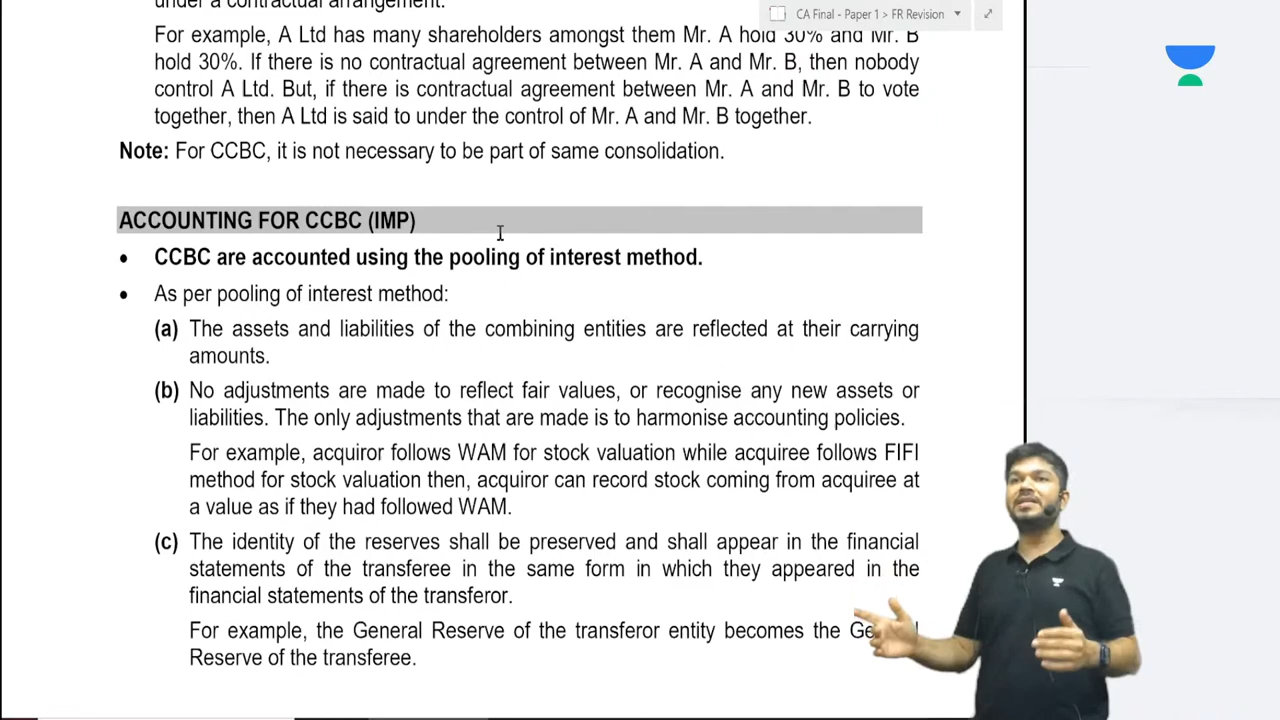 under a contractual arrangement.
CA Final - Paper 1 > FR Revision
For example, A Ltd has many shareholders amongst them Mr. A hold 30% and Mr. B
hold 30%. If there is no contractual agreement between Mr. A and Mr. B, then nobody
control A Ltd. But, if there is contractual agreement between Mr. A and Mr. B to vote
together, then A Ltd is said to under the control of Mr. A and Mr. B together.
Note: For CCBC, it is not necessary to be part of same consolidation.
ACCOUNTING FOR CCBC (IMP)
• CCBC are accounted using the pooling of interest method.
• As per pooling of interest method:
(a) The assets and liabilities of the combining entities are reflected at their carrying
amounts.
(b) No adjustments are made to reflect fair values, or recognise any new assets or
liabilities. The only adjustments that are made is to harmonise accounting policies.
For example, acquiror follows WAM for stock valuation while acquiree follows FIFI
method for stock valuation then, acquiror can record stock coming from acquiree at
a value as if they had followed WAM.
(c) The identity of the reserves shall be preserved and shall appear in the financial
statements of the transferee in the same form in which they appeared in the
financial statements of the transferor.
For example, the General Reserve of the transferor entity becomes the
Reserve of the transferee.